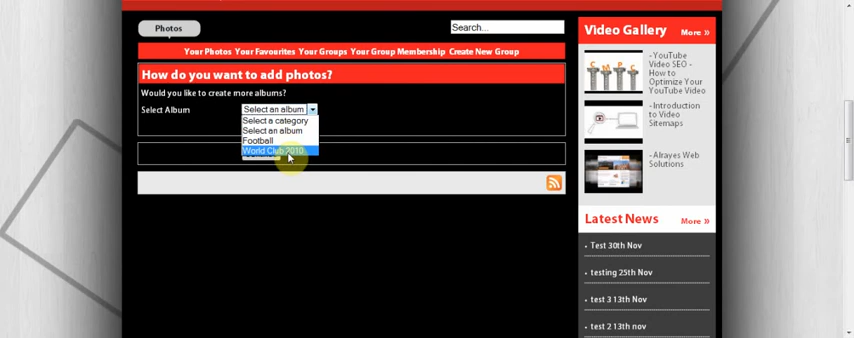 Photos
Search...
Your Photos Your Favourites Your Groups Your Group Membership Create New Group
How do you want to add photos?
Would you like to create more albums?
Select Album
Select an album
Select a category
Select an album
Football
World Club 2010
Video Gallery
More »
- YouTube
Video SEO -
How to
Optimize Your
YouTube Video
- Introduction
to Video
Sitemaps
- Alrayes Web
Solutions
Latest News
More »
• Test 30th Nov
• testing 25th Nov
• test 3 13th Nov
• test 2 13th nov